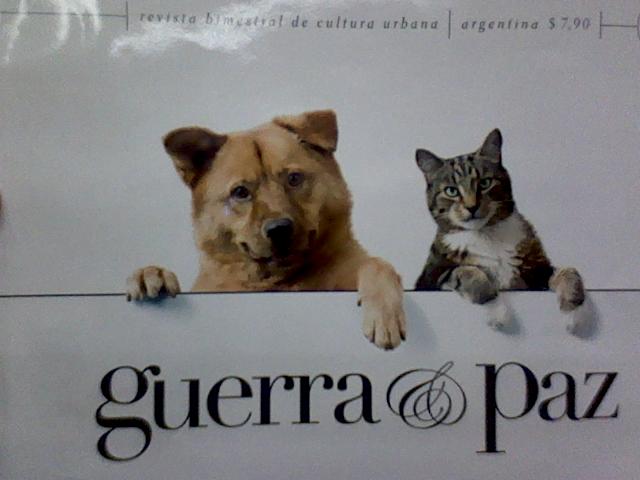 revista bimestral de cultura urbana | argentina $7,90
guerra & paz